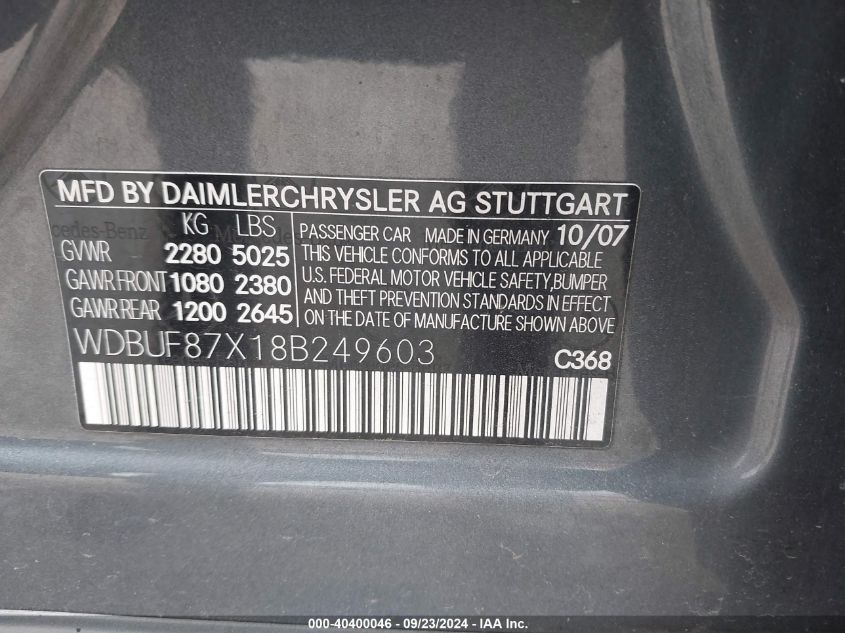 MFD BY DAIMLERCHRYSLER AG STUTTGART
KG LBS
GVWR 2280 5025
GAWR FRONT 1080 2380
GAWR REAR 1200 2645
PASSENGER CAR MADE IN GERMANY 10/07
THIS VEHICLE CONFORMS TO ALL APPLICABLE
U.S. FEDERAL MOTOR VEHICLE SAFETY, BUMPER
AND THEFT PREVENTION STANDARDS IN EFFECT
ON THE DATE OF MANUFACTURE SHOWN ABOVE
WDBUF87X18B249603
C368
000-40400046 - 09/23/2024 - IAA Inc.